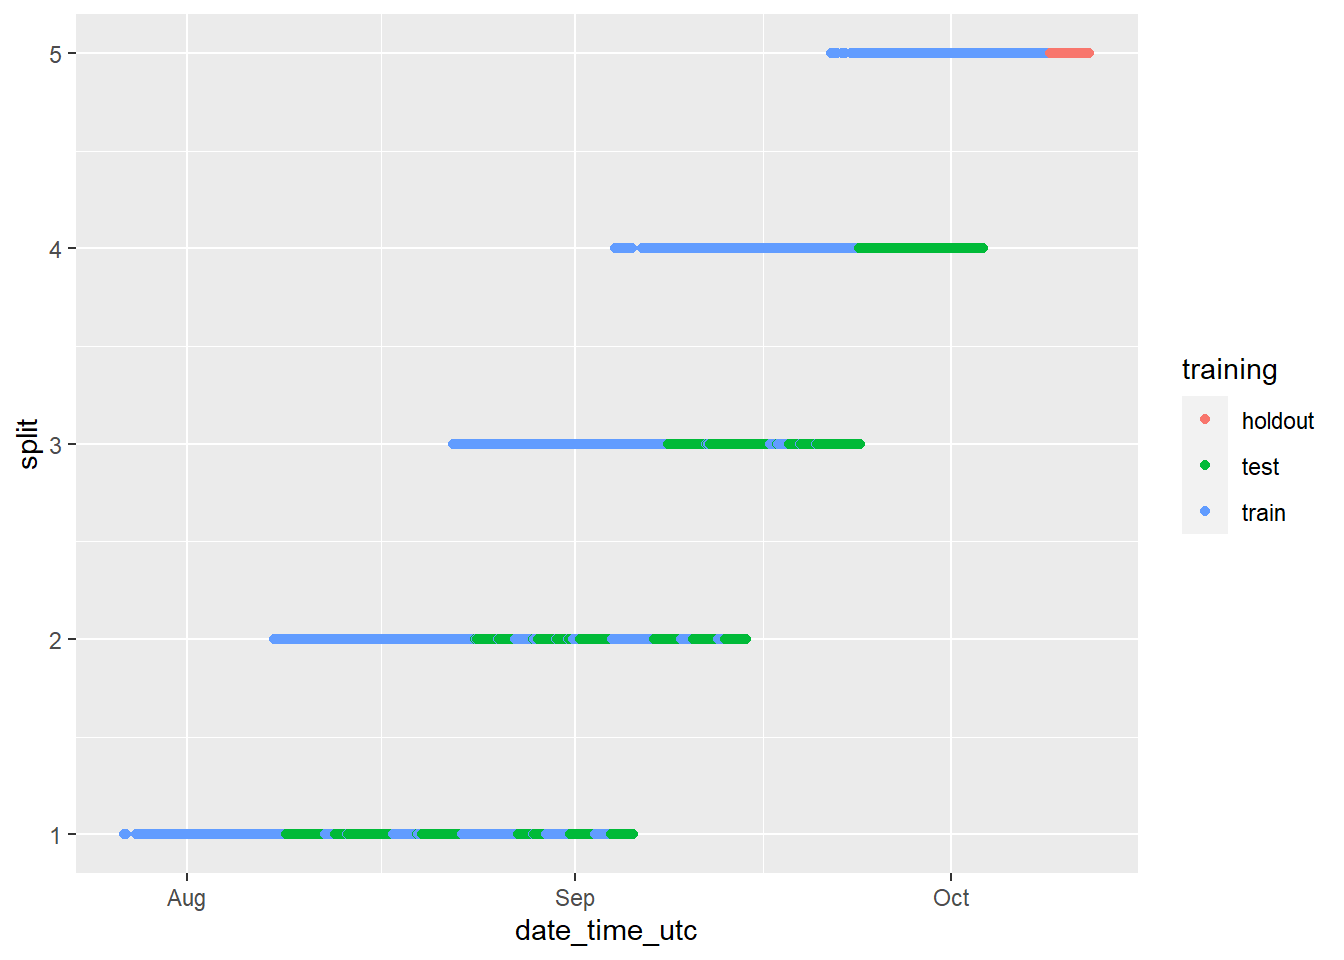 5
4
3
2
1
split
Aug Sep Oct
date_time_utc
training
holdout
test
train